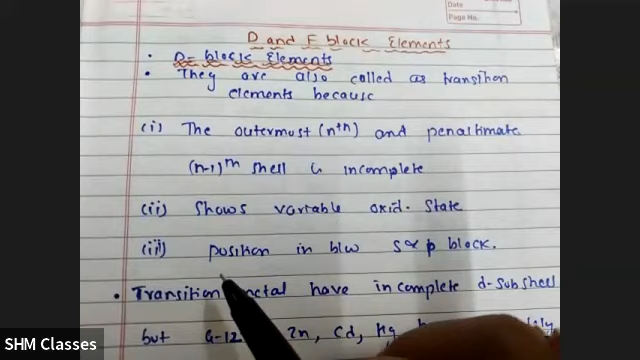 Date
Page No.
D and F block Elements
• D- block Elements
• They are also called as transition
elements because
(i) The outermost (nth) and penaltmate
(n-1)th shell is incomplete
(ii) Shows variable oxid. State
(iii) position in b/w s & p block.
• Transition metal have incomplete d-subshell
but G-12 Zn, Cd, Hg
SHM Classes